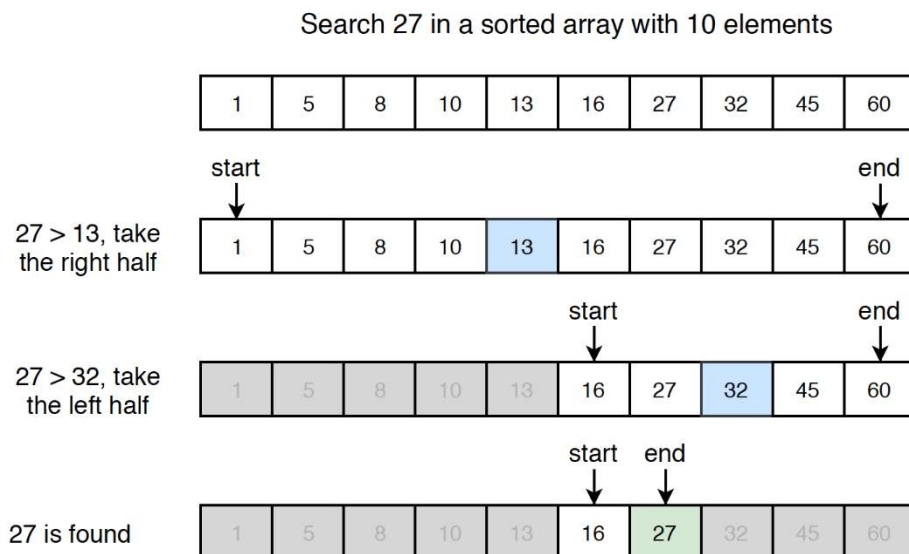 Search 27 in a sorted array with 10 elements
1 5 8 10 13 16 27 32 45 60
start end
27 > 13, take
the right half
1 5 8 10 13 16 27 32 45 60
start end
27 > 32, take
the left half
1 5 8 10 13 16 27 32 45 60
start end
27 is found
1 5 8 10 13 16 27 32 45 60